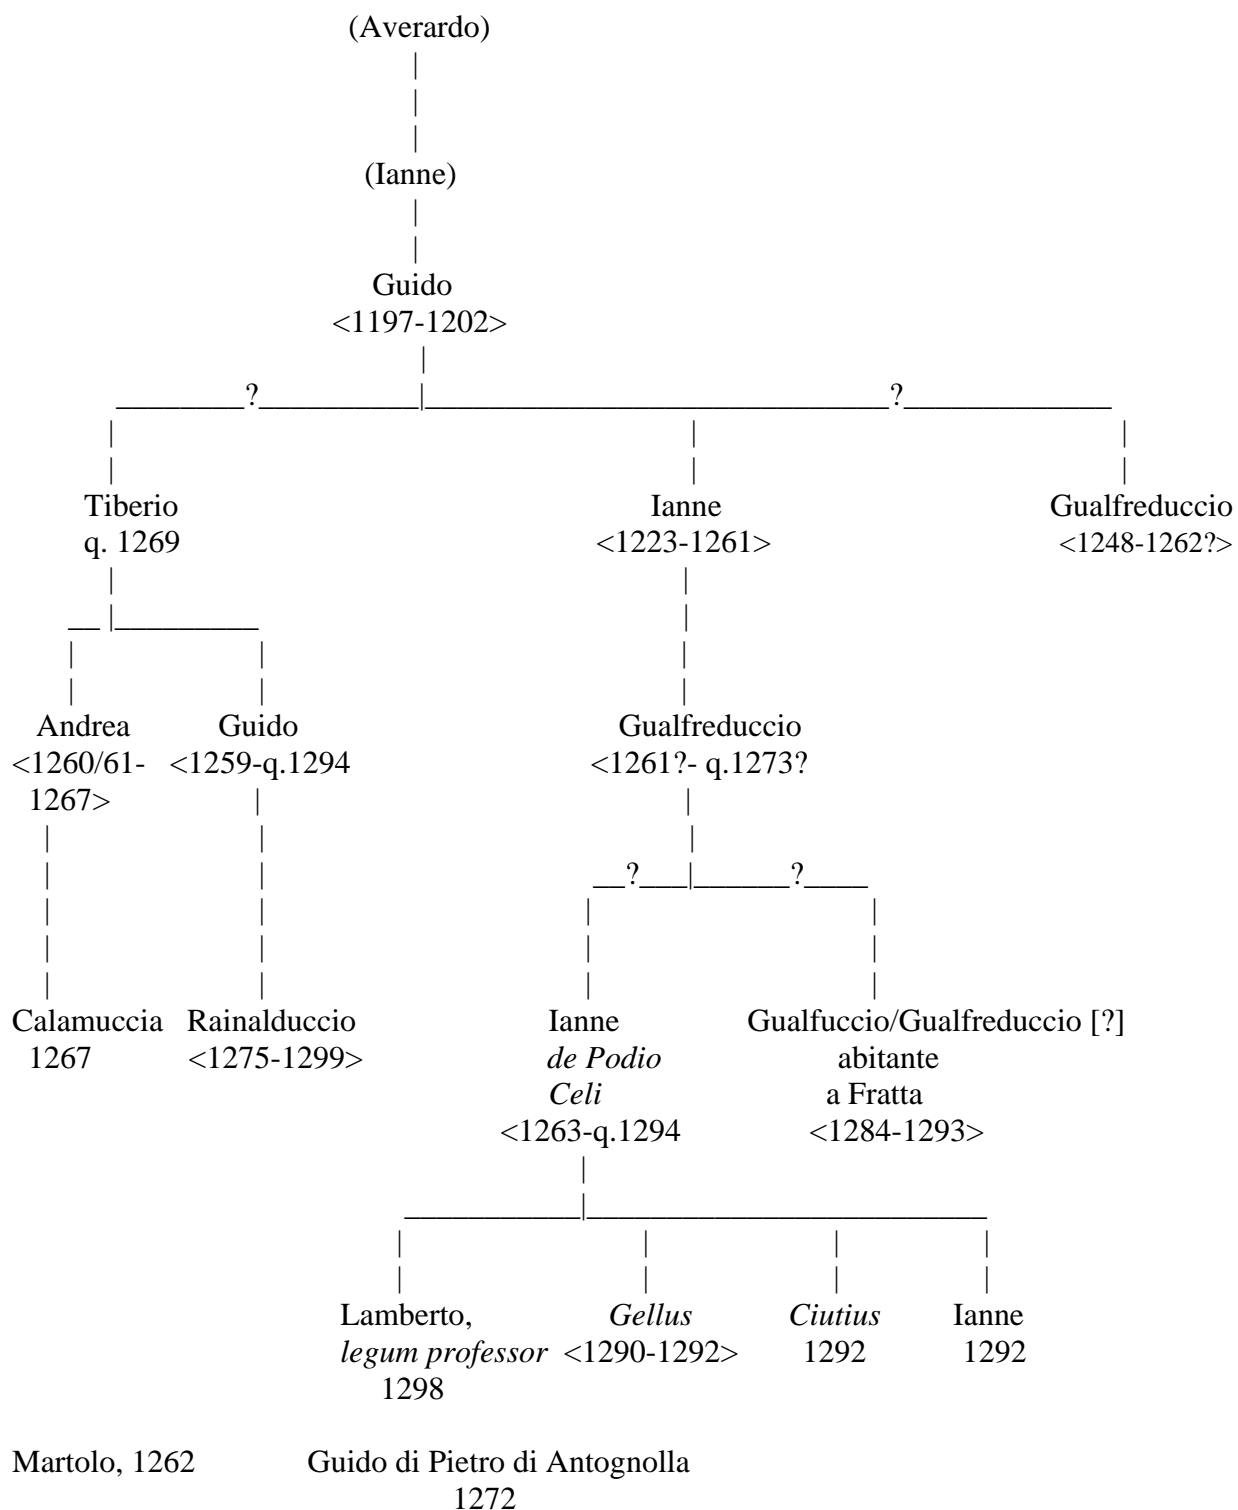 (Averardo)
(Ianne)
Guido
<1197-1202>
? ?
Tiberio Ianne Gualfreduccio
q. 1269 <1223-1261> <1248-1262?>
Andrea Guido Gualfreduccio
<1260/61- <1259-q.1294 <1261?- q.1273?
1267>
? ?
Calamuccia Rainalduccio Ianne Gualfuccio/Gualfreduccio [?]
1267 <1275-1299> de Podio abitante
Celi a Fratta
<1263-q.1294 <1284-1293>
Lamberto, Gellus Ciutius Ianne
legum professor <1290-1292> 1292 1292
1298
Martolo, 1262 Guido di Pietro di Antognolla
1272